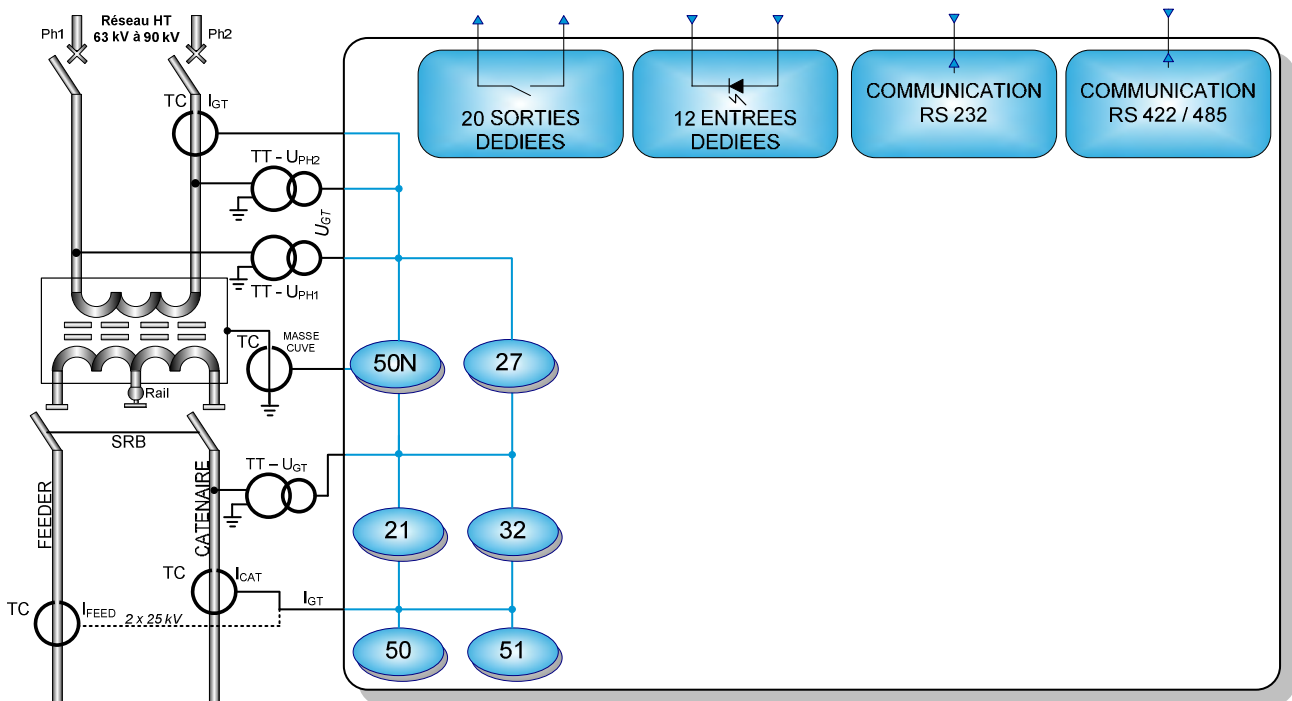 Réseau HT
63 kV à 90 kV
Ph1
Ph2
TC
IGT
TT - UPH2
UGT
TT - UPH1
TC
MASSE
CUVE
Rail
SRB
TT – UGT
FEEDER
CATENAIRE
TC
ICAT
TC
IFEED
2 x 25 kV
IGT
20 SORTIES
DEDIEES
12 ENTREES
DEDIEES
COMMUNICATION
RS 232
COMMUNICATION
RS 422 / 485
50N
27
21
32
50
51